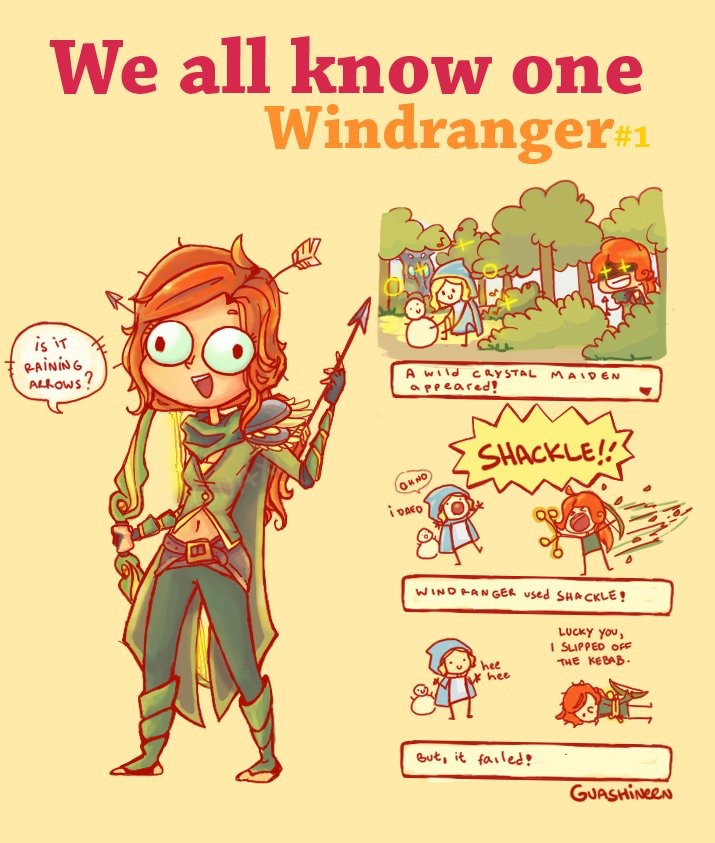 We all know one
Windranger#1
is iT
RAINING
ARROWS?
A wild CRYSTAL MAIDEN
appeared!
SHACKLE!!
OH NO
i DAED
WINDRANGER used SHACKLE!
LUCKY YOU,
I SLIPPED OFF
THE KEBAB.
hee
hee
But, it failed!
GUASHINEEN